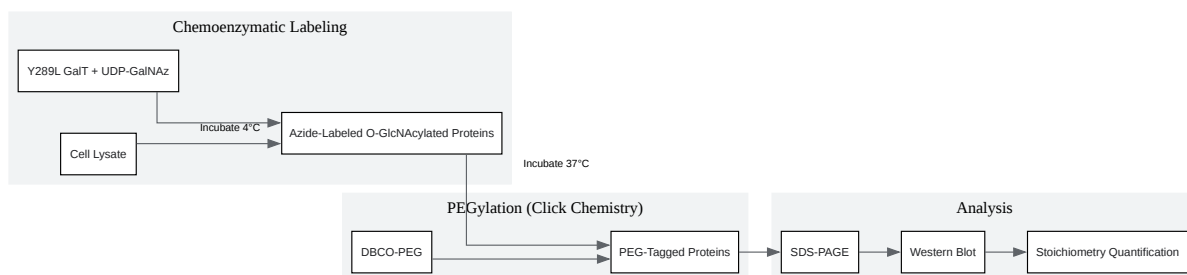 Chemoenzymatic Labeling
Y289L GalT + UDP-GalNAz
Incubate 4°C
Azide-Labeled O-GlcNAcylated Proteins
Cell Lysate
Incubate 37°C
PEGylation (Click Chemistry)
DBCO-PEG
PEG-Tagged Proteins
Analysis
SDS-PAGE
Western Blot
Stoichiometry Quantification